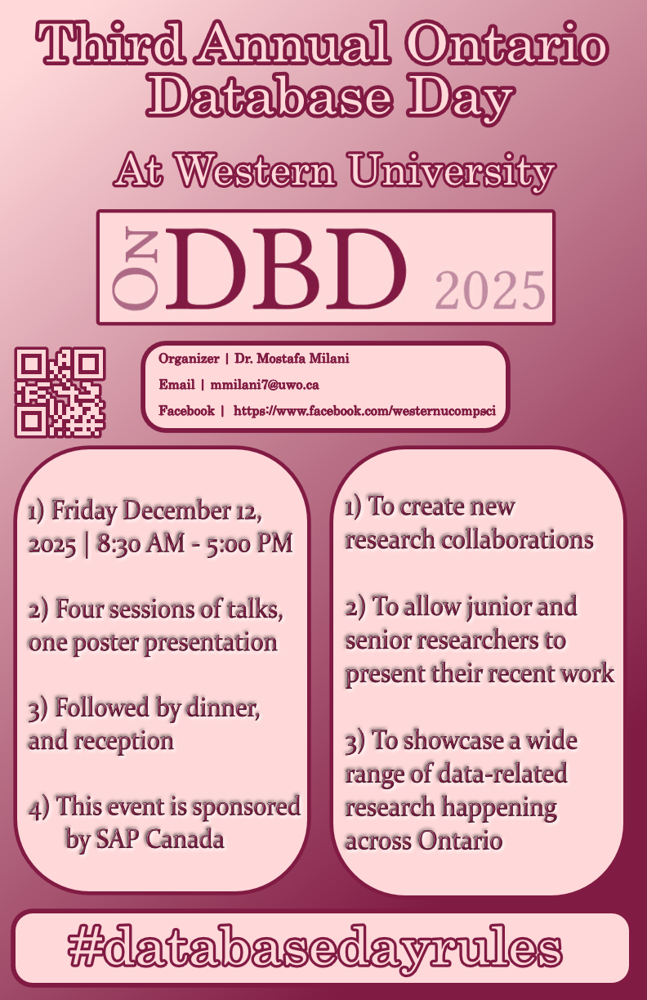 Third Annual Ontario
Database Day
At Western University
ON DBD 2025
Organizer | Dr. Mostafa Milani
Email | mmilani7@uwo.ca
Facebook | https://www.facebook.com/westernucompsci
1) Friday December 12,
2025 | 8:30 AM - 5:00 PM
2) Four sessions of talks,
one poster presentation
3) Followed by dinner,
and reception
4) This event is sponsored
by SAP Canada
1) To create new
research collaborations
2) To allow junior and
senior researchers to
present their recent work
3) To showcase a wide
range of data-related
research happening
across Ontario
#databasedayrules